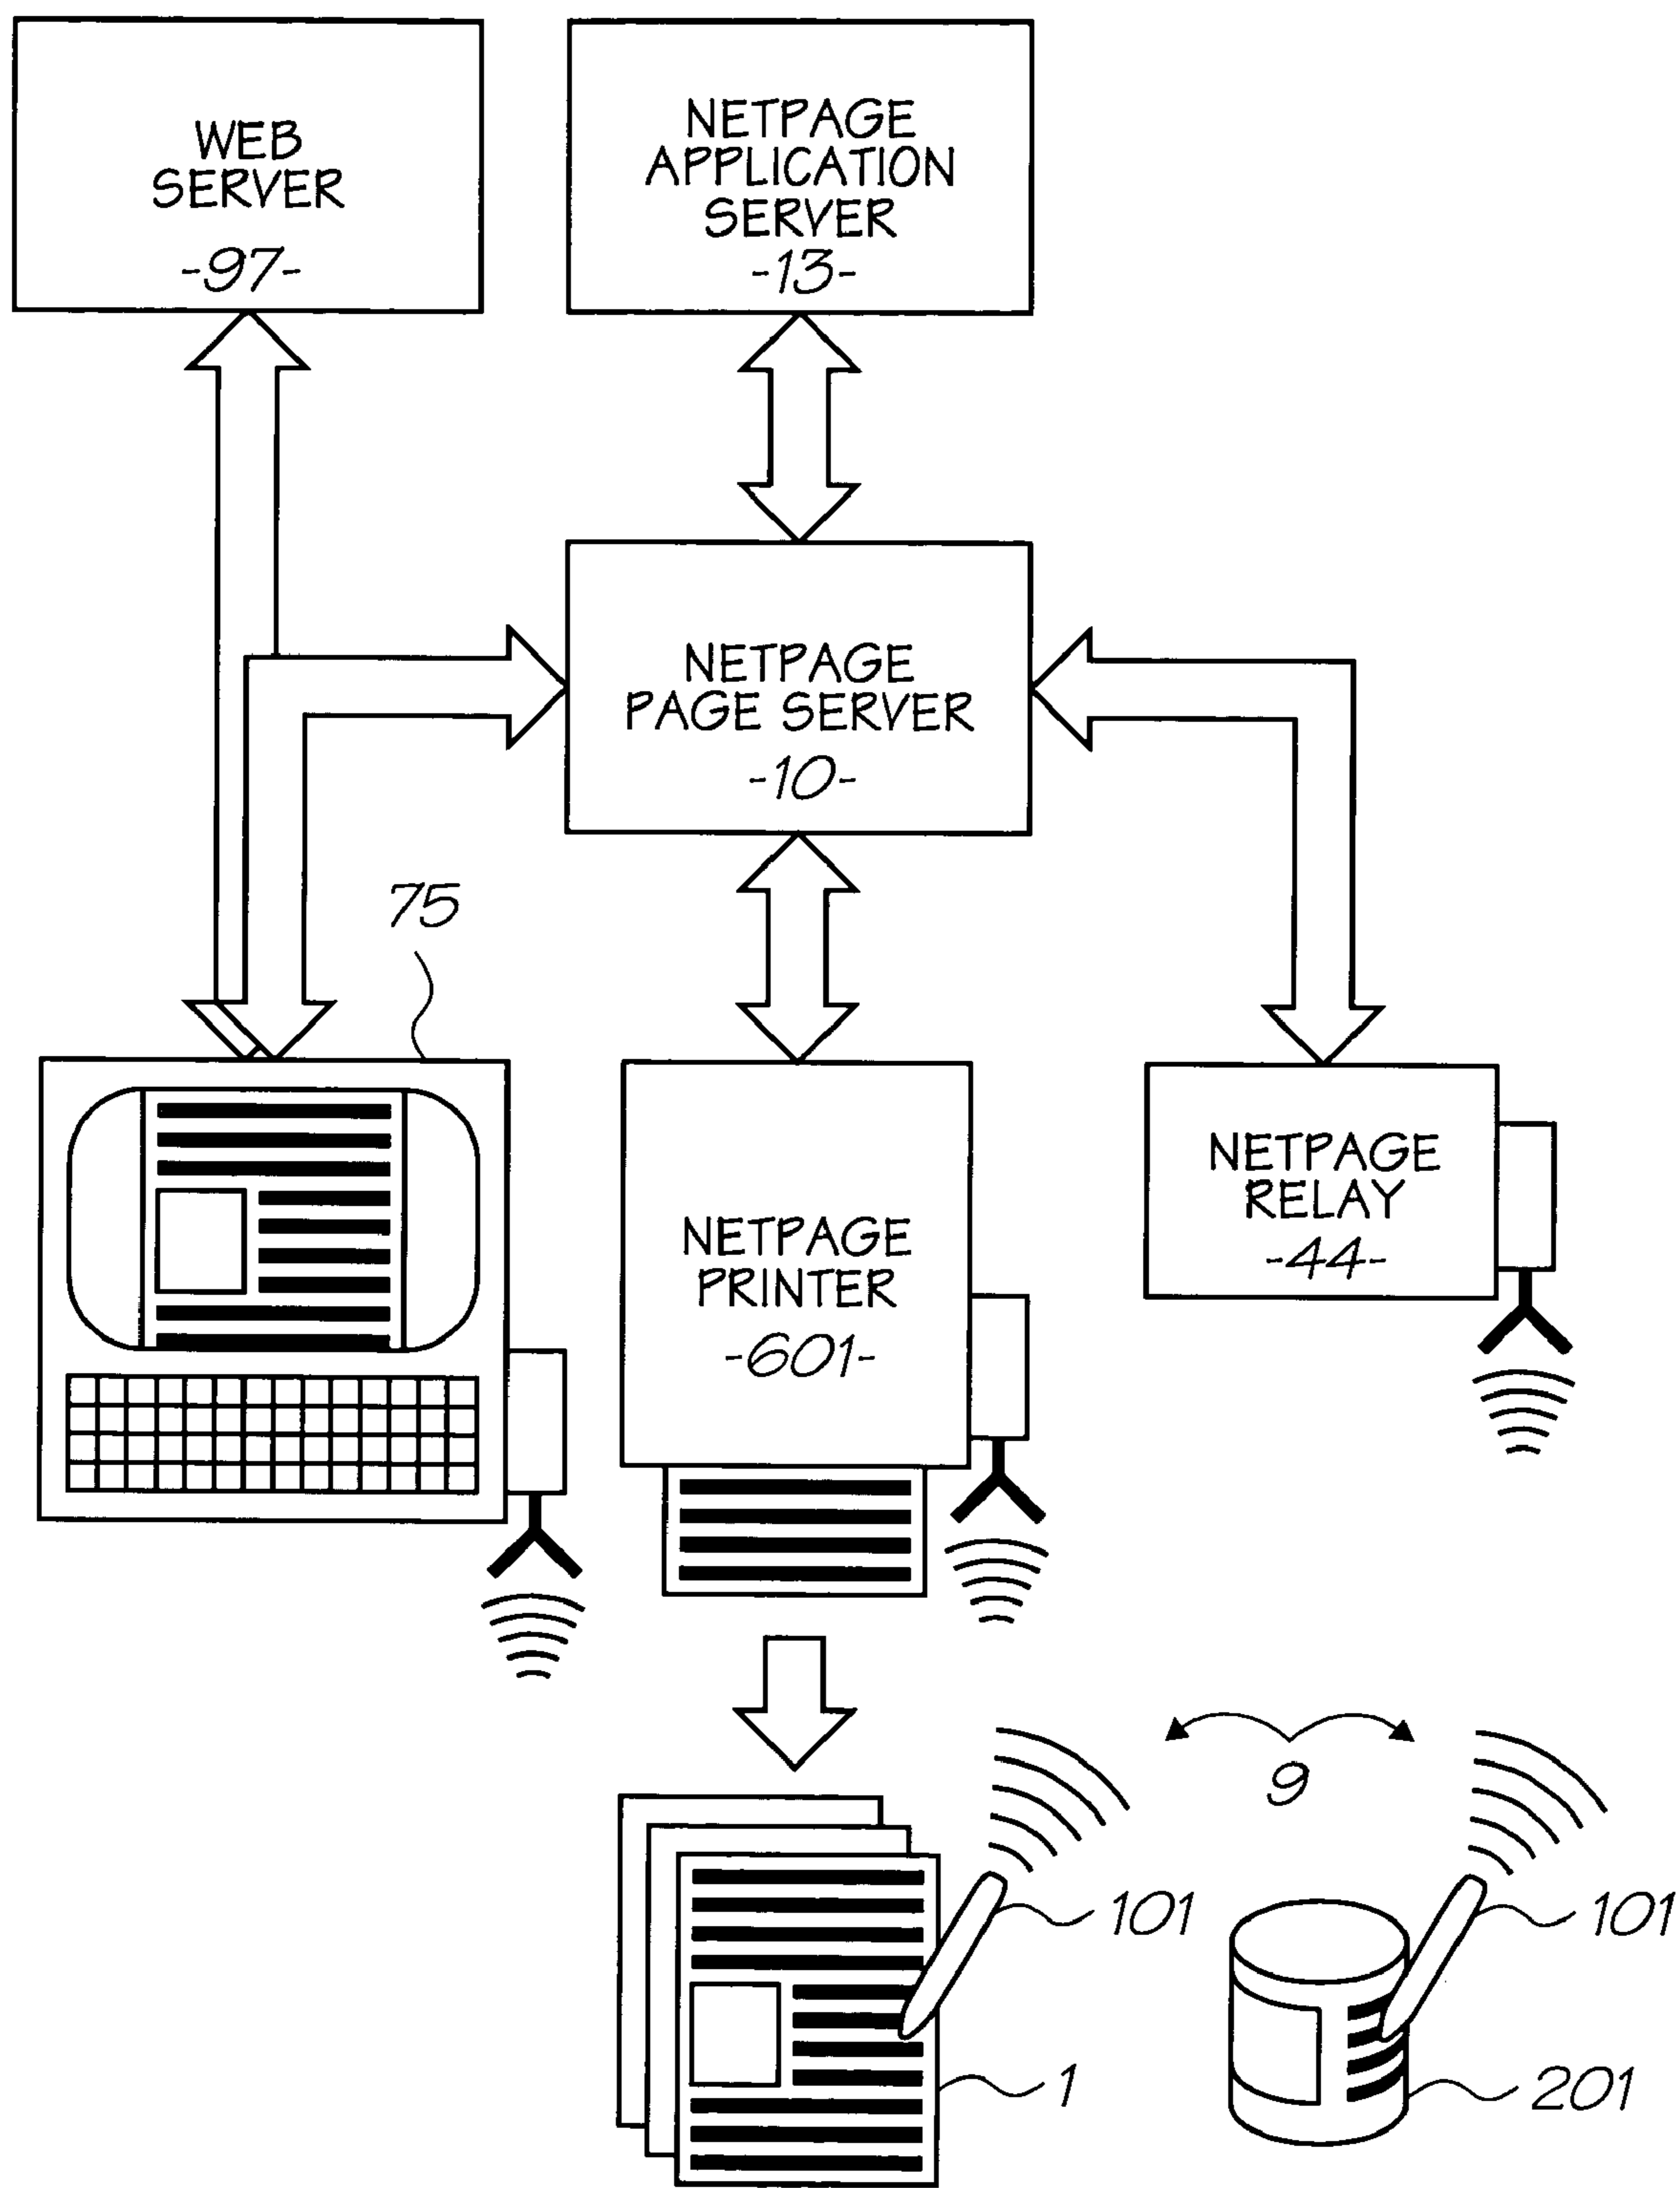 WEB
SERVER
-97-
NETPAGE
APPLICATION
SERVER
-13-
NETPAGE
PAGE SERVER
-10-
75
NETPAGE
PRINTER
-601-
NETPAGE
RELAY
-44-
9
101
101
1
201